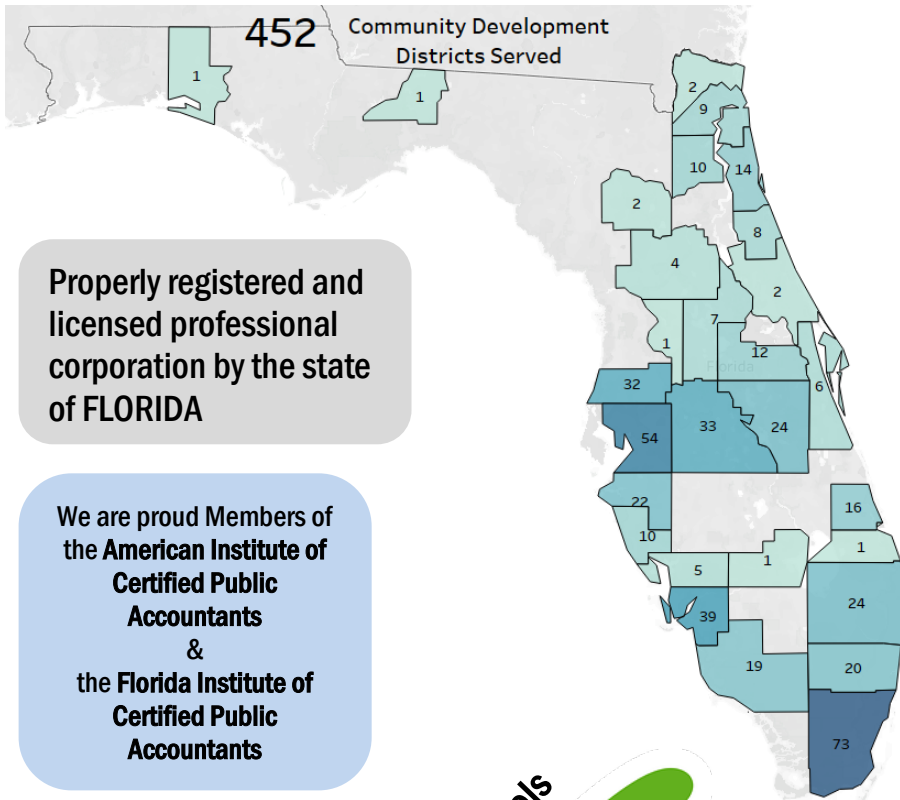 452
Community Development
Districts Served
1
1
2
9
10
14
2
8
4
2
7
1
12
Florida
6
32
33
24
54
22
16
10
1
5
1
24
39
19
20
73
Properly registered and
licensed professional
corporation by the state
of FLORIDA
We are proud Members of
the American Institute of
Certified Public
Accountants
&
the Florida Institute of
Certified Public
Accountants